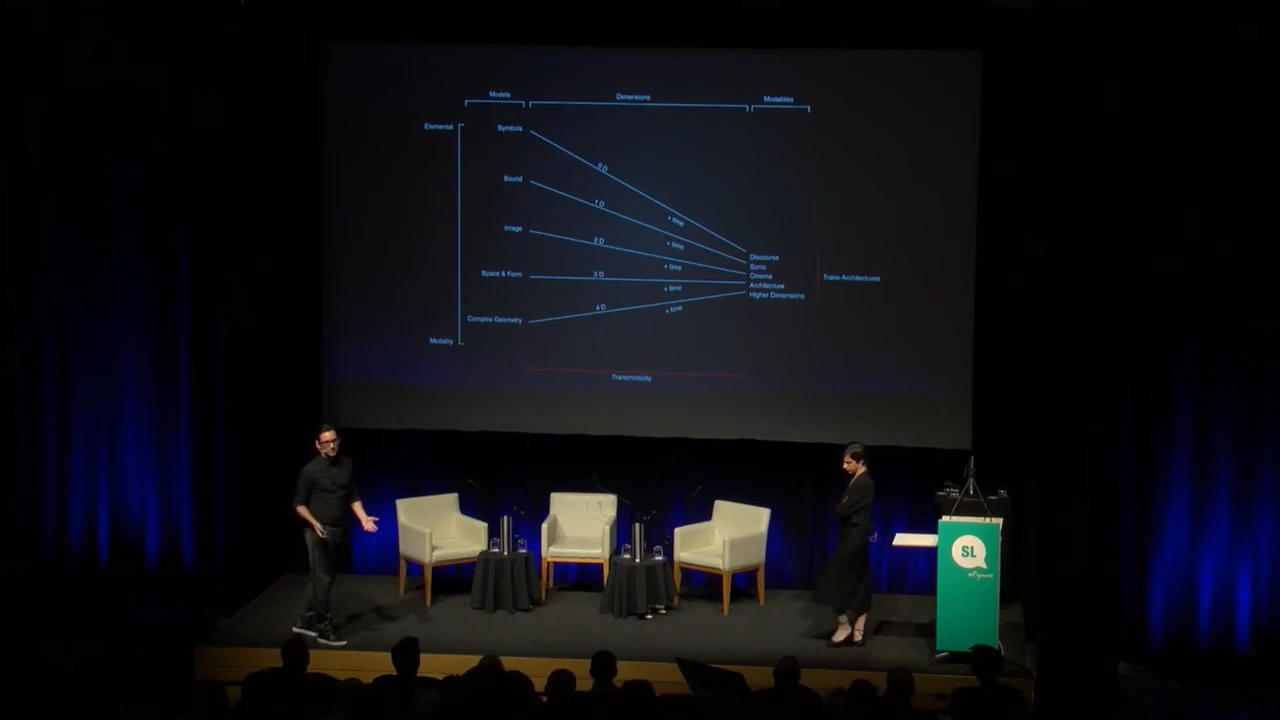 Models
Dimensions
Modalities
Elemental
Symbols
0 D
+ time
Sound
1 D
+ time
Image
2 D
+ time
Space & Form
3 D
+ time
Complex Geometry
4 D
+ time
Modality
Discourse
Sonic
Cinema
Architecture
Higher Dimensions
Trans-Architectures
Transmodality
SL